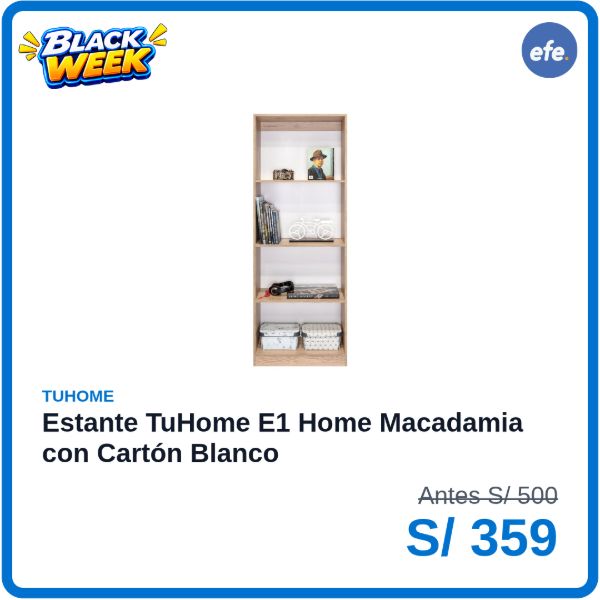 BLACK
WEEK
efe.
TUHOME
Estante TuHome E1 Home Macadamia
con Cartón Blanco
Antes S/ 500
S/ 359